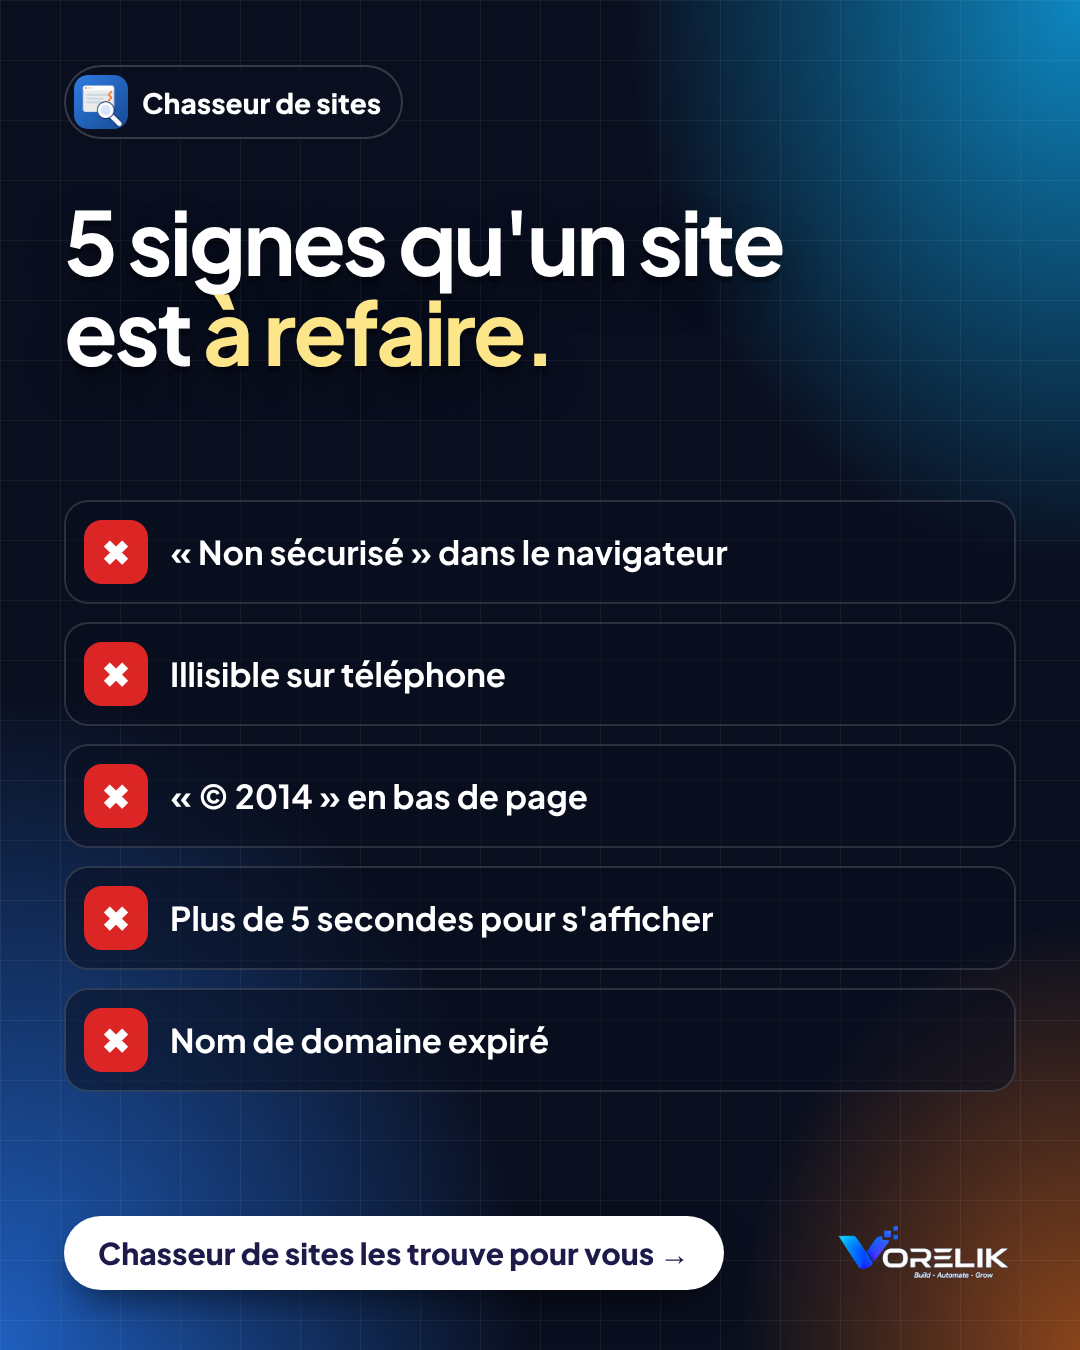 Chasseur de sites
5 signes qu'un site
est à refaire.
« Non sécurisé » dans le navigateur
Illisible sur téléphone
« © 2014 » en bas de page
Plus de 5 secondes pour s'afficher
Nom de domaine expiré
Chasseur de sites les trouve pour vous →
VORELIK
Build - Automate - Grow